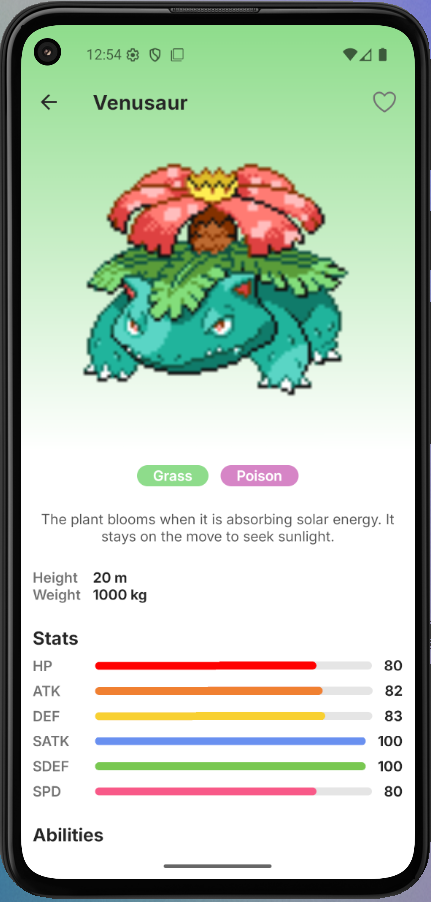 12:54
Venusaur
Grass Poison
The plant blooms when it is absorbing solar energy. It
stays on the move to seek sunlight.
Height 20 m
Weight 1000 kg
Stats
HP 80
ATK 82
DEF 83
SATK 100
SDEF 100
SPD 80
Abilities